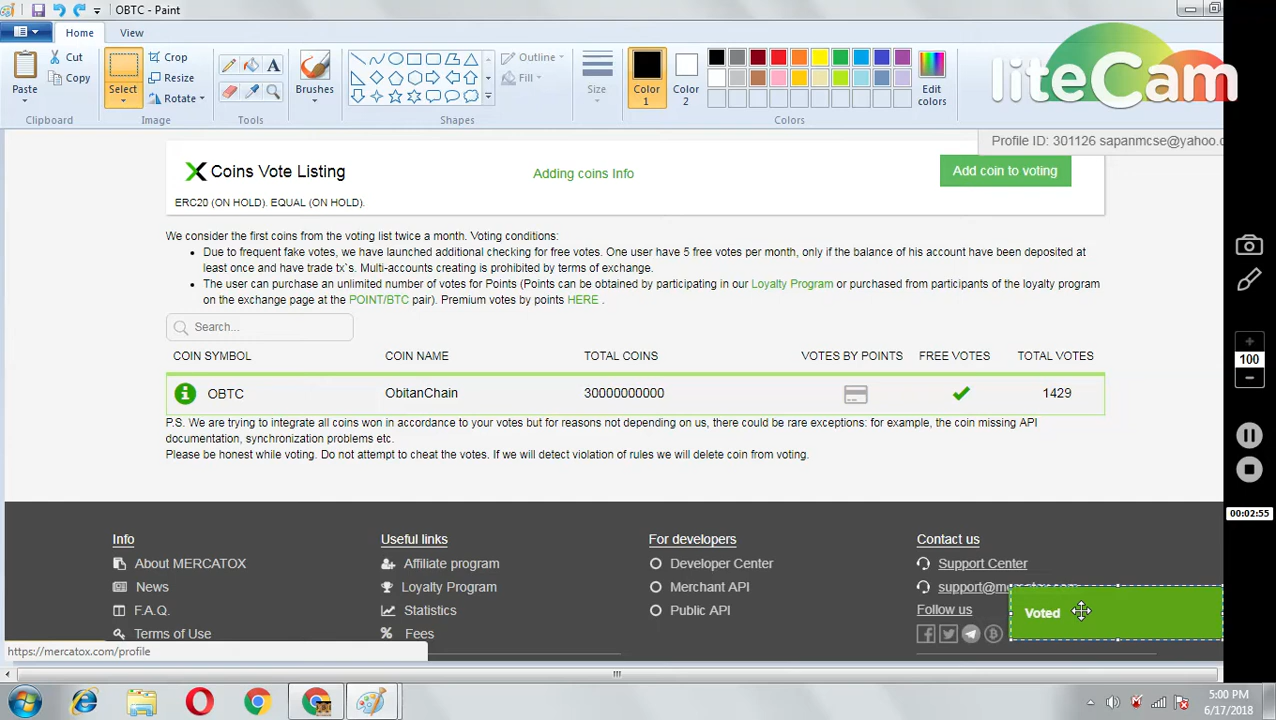 OBTC - Paint
Home View
Paste
Cut
Copy
Clipboard
Select
Crop
Resize
Rotate
Image
A
Tools
Brushes
Outline
Fill
Shapes
Size
Color 1
Color 2
Edit colors
Colors
liteCam
Profile ID: 301126 sapanmcse@yahoo.c
X Coins Vote Listing
Adding coins Info
Add coin to voting
ERC20 (ON HOLD). EQUAL (ON HOLD).
We consider the first coins from the voting list twice a month. Voting conditions:
Due to frequent fake votes, we have launched additional checking for free votes. One user have 5 free votes per month, only if the balance of his account have been deposited at
least once and have trade tx`s. Multi-accounts creating is prohibited by terms of exchange.
The user can purchase an unlimited number of votes for Points (Points can be obtained by participating in our Loyalty Program or purchased from participants of the loyalty program
on the exchange page at the POINT/BTC pair). Premium votes by points HERE .
Search...
COIN SYMBOL COIN NAME TOTAL COINS VOTES BY POINTS FREE VOTES TOTAL VOTES
OBTC ObitanChain 30000000000 1429
P.S. We are trying to integrate all coins won in accordance to your votes but for reasons not depending on us, there could be rare exceptions: for example, the coin missing API
documentation, synchronization problems etc.
Please be honest while voting. Do not attempt to cheat the votes. If we will detect violation of rules we will delete coin from voting.
Info
About MERCATOX
News
F.A.Q.
Terms of Use
Useful links
Affiliate program
Loyalty Program
Statistics
Fees
For developers
Developer Center
Merchant API
Public API
Contact us
Support Center
support@mercatox.com
Follow us
Voted
https://mercatox.com/profile
100
00:02:55
5:00 PM
6/17/2018